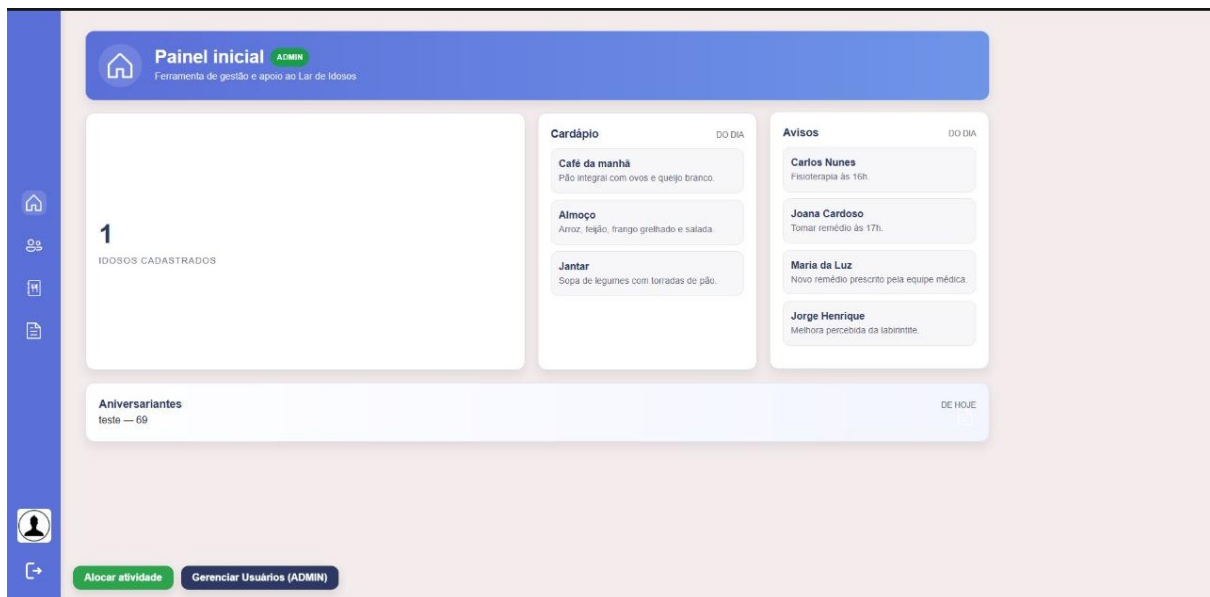 Painel inicial ADMIN
Ferramenta de gestão e apoio ao Lar de Idosos
1
IDOSOS CADASTRADOS
Cardápio DO DIA
Café da manhã
Pão integral com ovos e queijo branco.
Almoço
Arroz, feijão, frango grelhado e salada.
Jantar
Sopa de legumes com torradas de pão.
Avisos DO DIA
Carlos Nunes
Fisioterapia às 16h.
Joana Cardoso
Tomar remédio às 17h.
Maria da Luz
Novo remédio prescrito pela equipe médica.
Jorge Henrique
Melhora percebida da labirintite.
Aniversariantes DE HOJE
teste — 69
Alocar atividade Gerenciar Usuários (ADMIN)